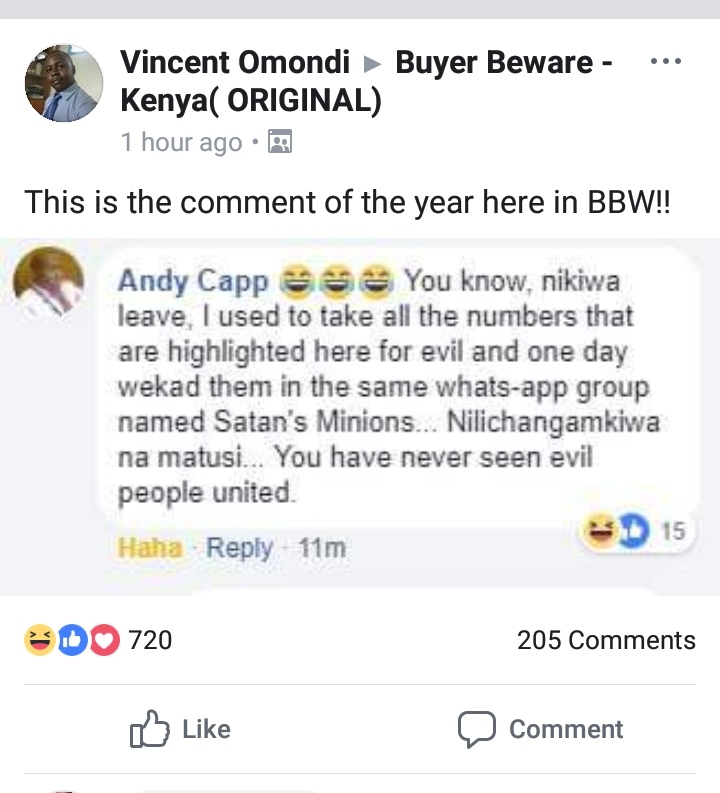 Vincent Omondi ▸ Buyer Beware -
Kenya( ORIGINAL)
1 hour ago •
This is the comment of the year here in BBW!!
Andy Capp 😂😂😂 You know, nikiwa
leave, I used to take all the numbers that
are highlighted here for evil and one day
wekad them in the same whats-app group
named Satan's Minions... Nilichangamkiwa
na matusi... You have never seen evil
people united.
15
Haha · Reply · 11m
720
205 Comments
Like
Comment